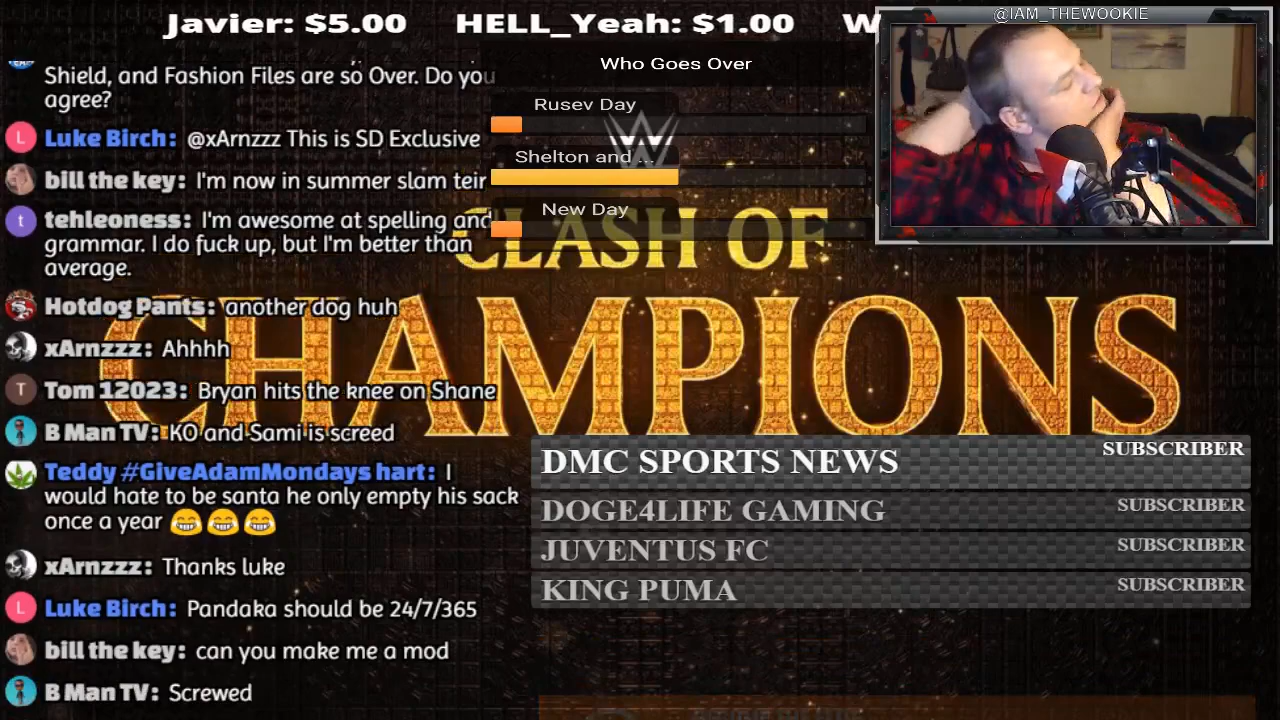 Javier: $5.00 HELL_Yeah: $1.00 W
@IAM_THEWOOKIE
Shield, and Fashion Files are so Over. Do you
agree?
Luke Birch: @xArnzzz This is SD Exclusive
bill the key: I'm now in summer slam teir
tehleoness: I'm awesome at spelling and
grammar. I do fuck up, but I'm better than
average.
Hotdog Pants: another dog huh
xArnzzz: Ahhhh
Tom 12023: Bryan hits the knee on Shane
B Man TV: KO and Sami is screed
Teddy #GiveAdamMondays hart: I
would hate to be santa he only empty his sack
once a year 😂😂😂
xArnzzz: Thanks luke
Luke Birch: Pandaka should be 24/7/365
bill the key: can you make me a mod
B Man TV: Screwed
Who Goes Over
Rusev Day
Shelton and ...
New Day
CLASH OF
CHAMPIONS
DMC SPORTS NEWS SUBSCRIBER
DOGE4LIFE GAMING SUBSCRIBER
JUVENTUS FC SUBSCRIBER
KING PUMA SUBSCRIBER